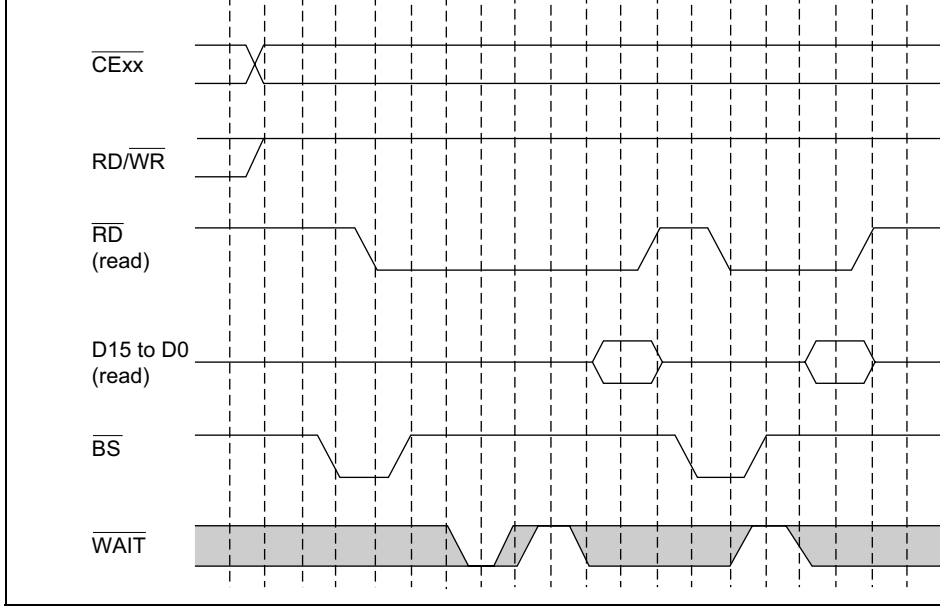 CExx
RD/WR
RD
(read)
D15 to D0
(read)
BS
WAIT